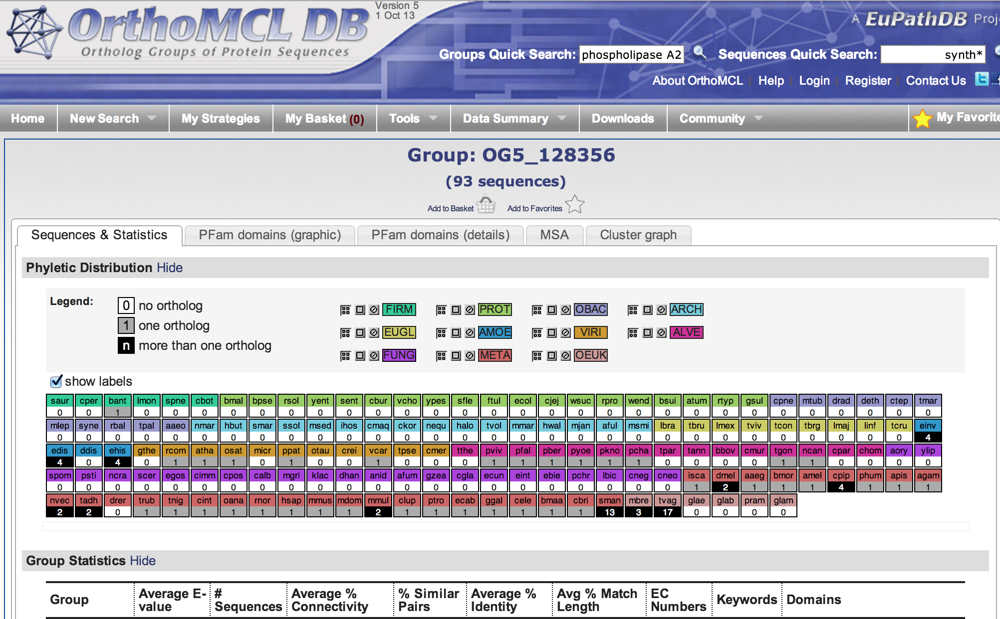 OrthoMCL DB
Ortholog Groups of Protein Sequences
Version 5
1 Oct 13
A EuPathDB Proj
Groups Quick Search: phospholipase A2 Sequences Quick Search: synth*
About OrthoMCL Help Login Register Contact Us
Home New Search My Strategies My Basket (0) Tools Data Summary Downloads Community My Favorite
Group: OG5_128356
(93 sequences)
Add to Basket Add to Favorites
Sequences & Statistics PFam domains (graphic) PFam domains (details) MSA Cluster graph
Phyletic Distribution Hide
Legend:
0 no ortholog
1 one ortholog
n more than one ortholog
FIRM PROT OBAC ARCH
EUGL AMOE VIRI ALVE
FUNG META OEUK
show labels
saur cper bant lmon spne cbot bmal bpse rsol yent sent cbur vcho ypes sfle ftul ecol cjej wsuc rpro wend bsui atum rtyp gsul cpne mtub drad deth ctep tmar
0 0 1 0 0 0 0 0 0 0 0 0 0 0 0 0 0 0 0 0 0 0 0 0 0 0 0 0 0 0 0
mlep syne rbal tpal aaeo nmar hbut smar ssol msed ihos cmaq ckor nequ halo tvol mmar hwal mjan aful msmi lbra tbru lmex tviv tcon tbrg lmaj linf tcru einv
0 0 0 0 0 0 0 0 0 0 0 0 0 0 0 0 0 0 0 0 0 0 0 0 0 0 0 0 0 0 4
edis ddis ehis gthe rcom atha osat micr ppat otau crei vcar tpse cmer tthe pviv pfal pber pyoe pkno pcha tpar tann bbov cmur tgon ncan cpar chom aory ylip
4 0 4 0 1 1 1 0 1 0 0 1 0 0 0 1 1 1 1 1 1 0 0 0 0 1 1 0 0 0 0
spom psti ncra scer egos cimm cpos calb mgri klac dhan anid afum gzea cgla ecun eint ebie pchr lbic cneg cneo isca dmel aaeg bmor amel cpip phum apis agam
0 0 0 0 0 0 0 0 0 0 0 0 0 0 0 0 0 0 0 0 0 0 1 2 1 1 1 4 1 1 1
nvec tadh drer trub tnig cint oana rnor hsap mmus mdom mmul clup ptro ecab ggal cele bmaa cbri sman mbre tvag glae glab pram glam
2 2 0 1 1 1 1 1 1 1 1 2 1 1 1 1 1 1 1 13 3 17 0 0 0 0
Group Statistics Hide
Group Average E- # Average % % Similar Average % Avg % Match EC Keywords Domains
value Sequences Connectivity Pairs Identity Length Numbers